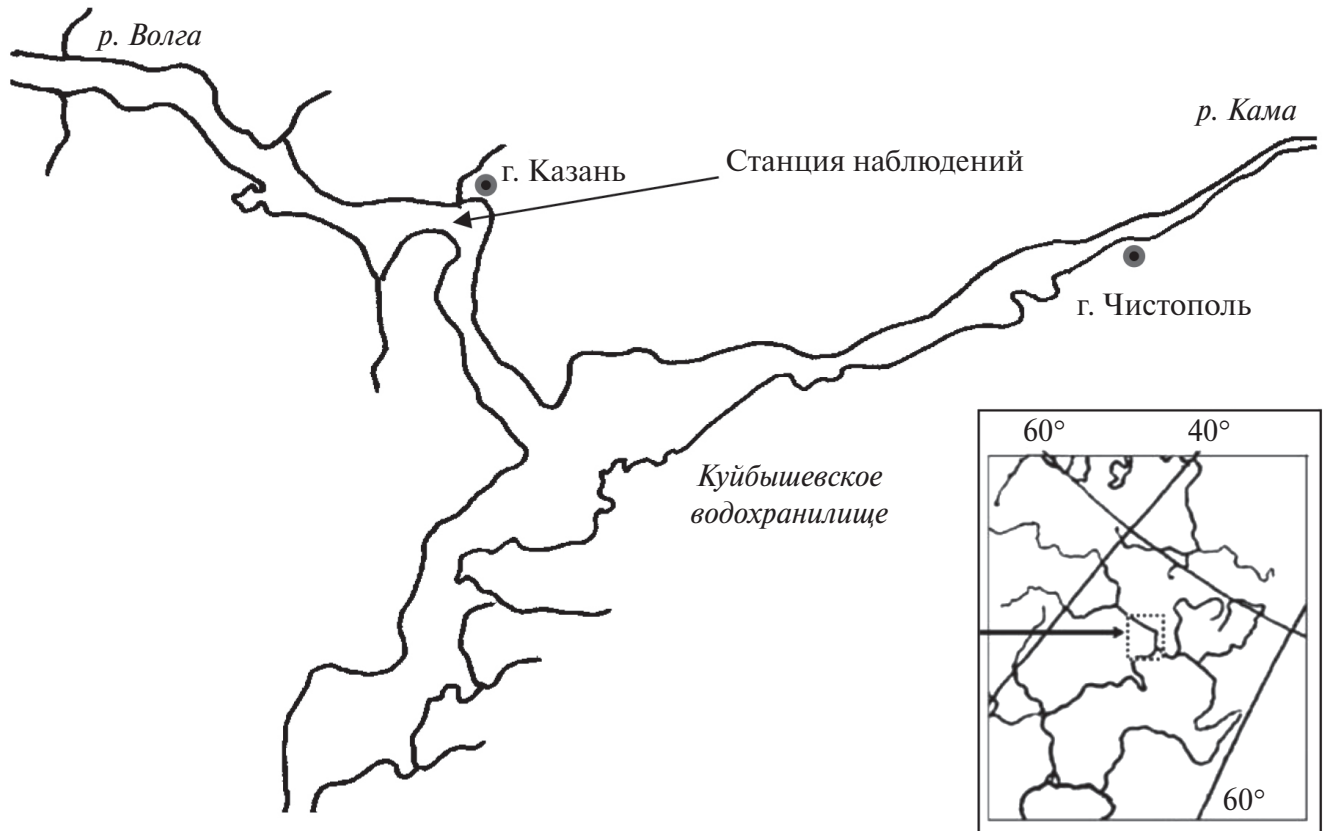 р. Волга
р. Кама
г. Казань
Станция наблюдений
г. Чистополь
Куйбышевское
водохранилище
60°
40°
60°